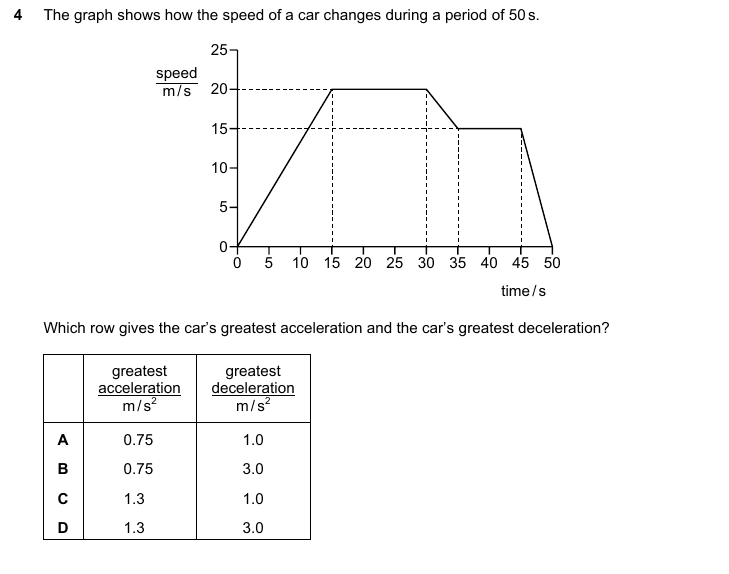 4 The graph shows how the speed of a car changes during a period of 50 s.
25
speed
m / s
20
15
10
5
0
0 5 10 15 20 25 30 35 40 45 50
time / s
Which row gives the car's greatest acceleration and the car's greatest deceleration?
greatest acceleration m / s² greatest deceleration m / s²
A 0.75 1.0
B 0.75 3.0
C 1.3 1.0
D 1.3 3.0